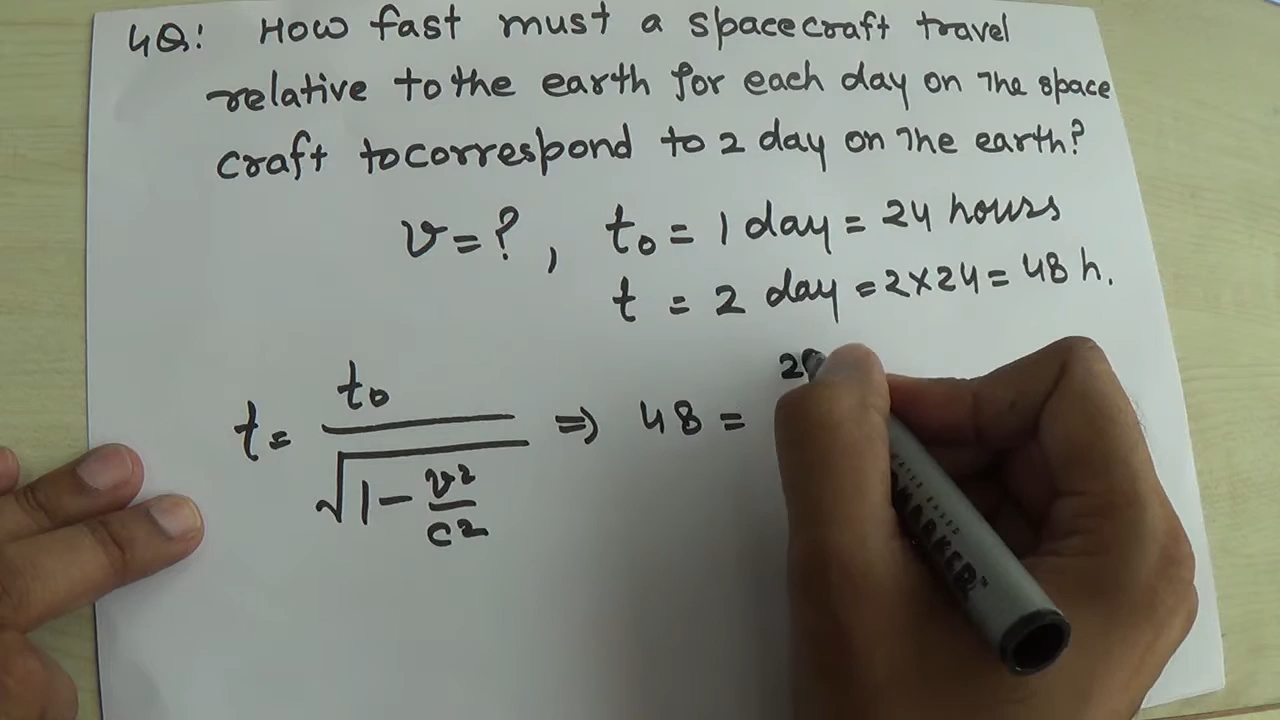 4Q: How fast must a spacecraft travel
relative to the earth for each day on the space
craft to correspond to 2 day on the earth?
v = ? , t₀ = 1 day = 24 hours
t = 2 day = 2×24 = 48 h.
t = t₀ / √(1 - v²/c²) ⇒ 48 =
MARKER